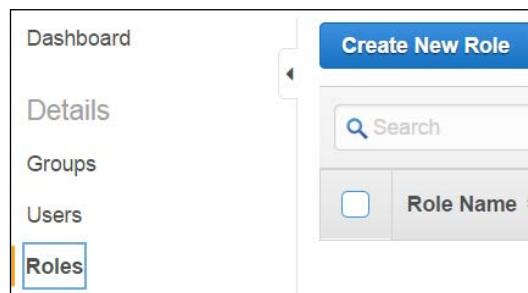 Dashboard
Details
Groups
Users
Roles
Create New Role
Search
Role Name